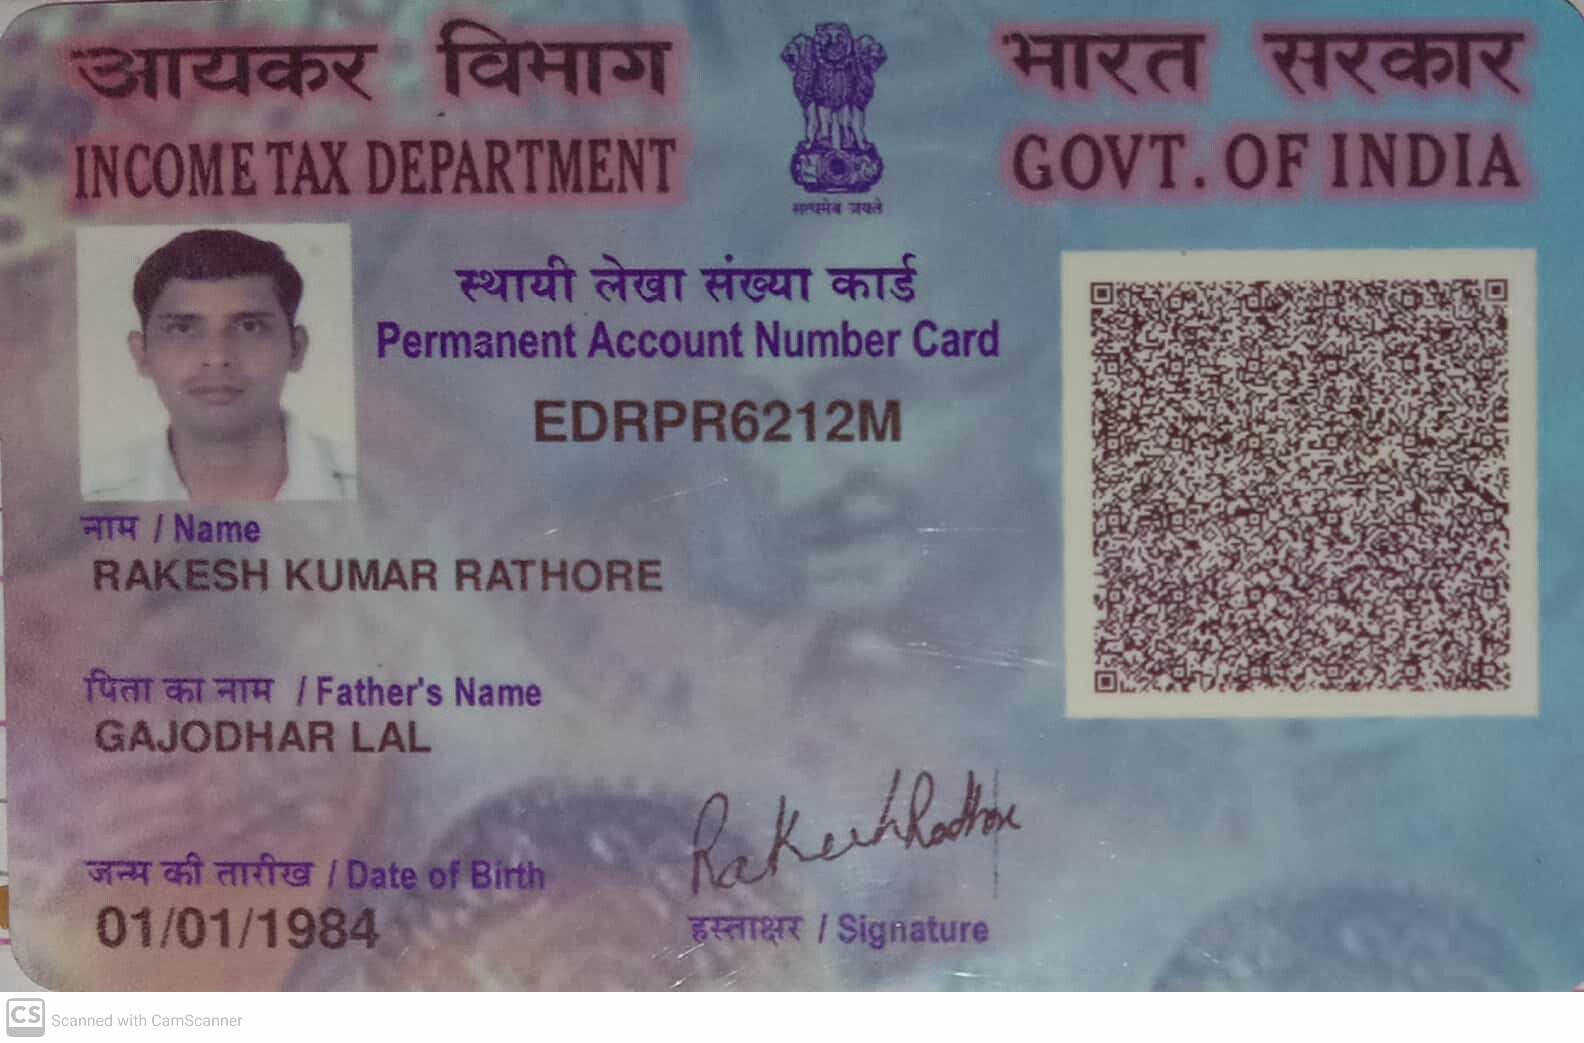 आयकर विभाग
INCOME TAX DEPARTMENT
सत्यमेव जयते
भारत सरकार
GOVT. OF INDIA
स्थायी लेखा संख्या कार्ड
Permanent Account Number Card
EDRPR6212M
नाम / Name
RAKESH KUMAR RATHORE
पिता का नाम / Father's Name
GAJODHAR LAL
जन्म की तारीख / Date of Birth
01/01/1984
Rakesh Rathore
हस्ताक्षर / Signature
CS Scanned with CamScanner